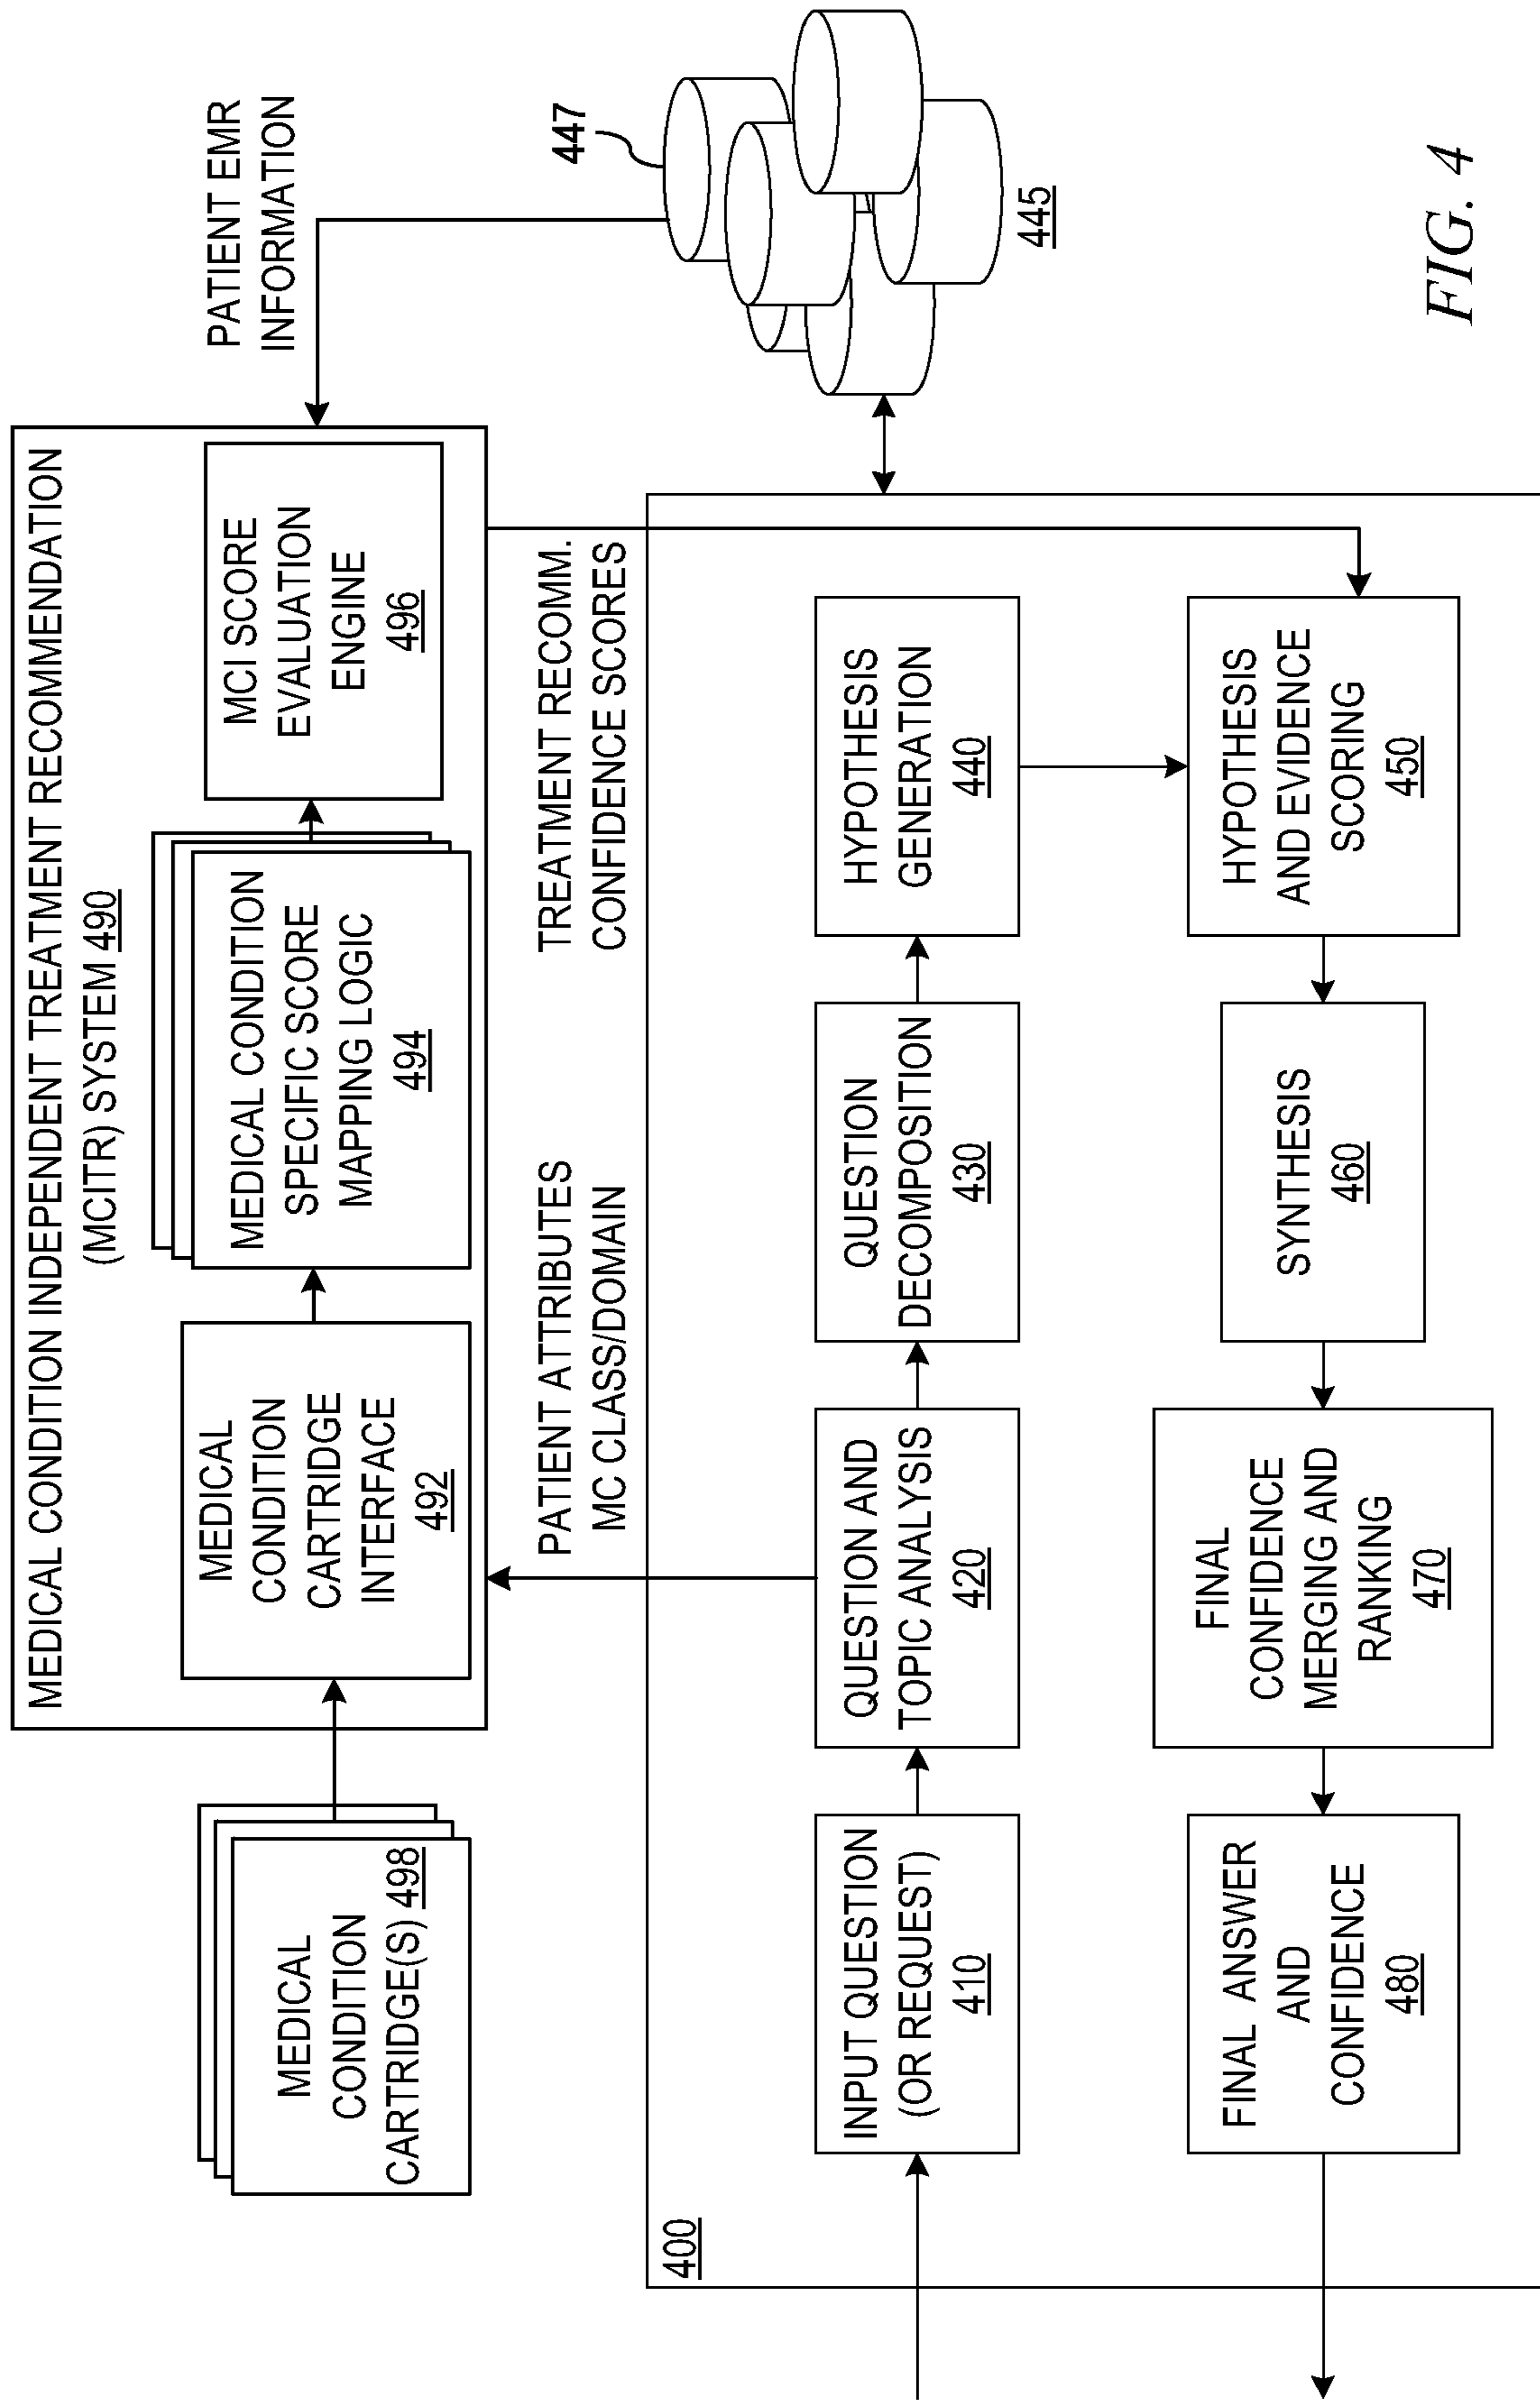 MEDICAL CONDITION INDEPENDENT TREATMENT RECOMMENDATION
(MCITR) SYSTEM 490
MEDICAL
CONDITION
CARTRIDGE(S) 498
MEDICAL
CONDITION
CARTRIDGE
INTERFACE
492
MEDICAL CONDITION
SPECIFIC SCORE
MAPPING LOGIC
494
MCI SCORE
EVALUATION
ENGINE
496
PATIENT EMR
INFORMATION
447
445
PATIENT ATTRIBUTES
MC CLASS/DOMAIN
TREATMENT RECOMM.
CONFIDENCE SCORES
400
INPUT QUESTION
(OR REQUEST)
410
QUESTION AND
TOPIC ANALYSIS
420
QUESTION
DECOMPOSITION
430
HYPOTHESIS
GENERATION
440
FINAL ANSWER
AND
CONFIDENCE
480
FINAL
CONFIDENCE
MERGING AND
RANKING
470
SYNTHESIS
460
HYPOTHESIS
AND EVIDENCE
SCORING
450
FIG. 4